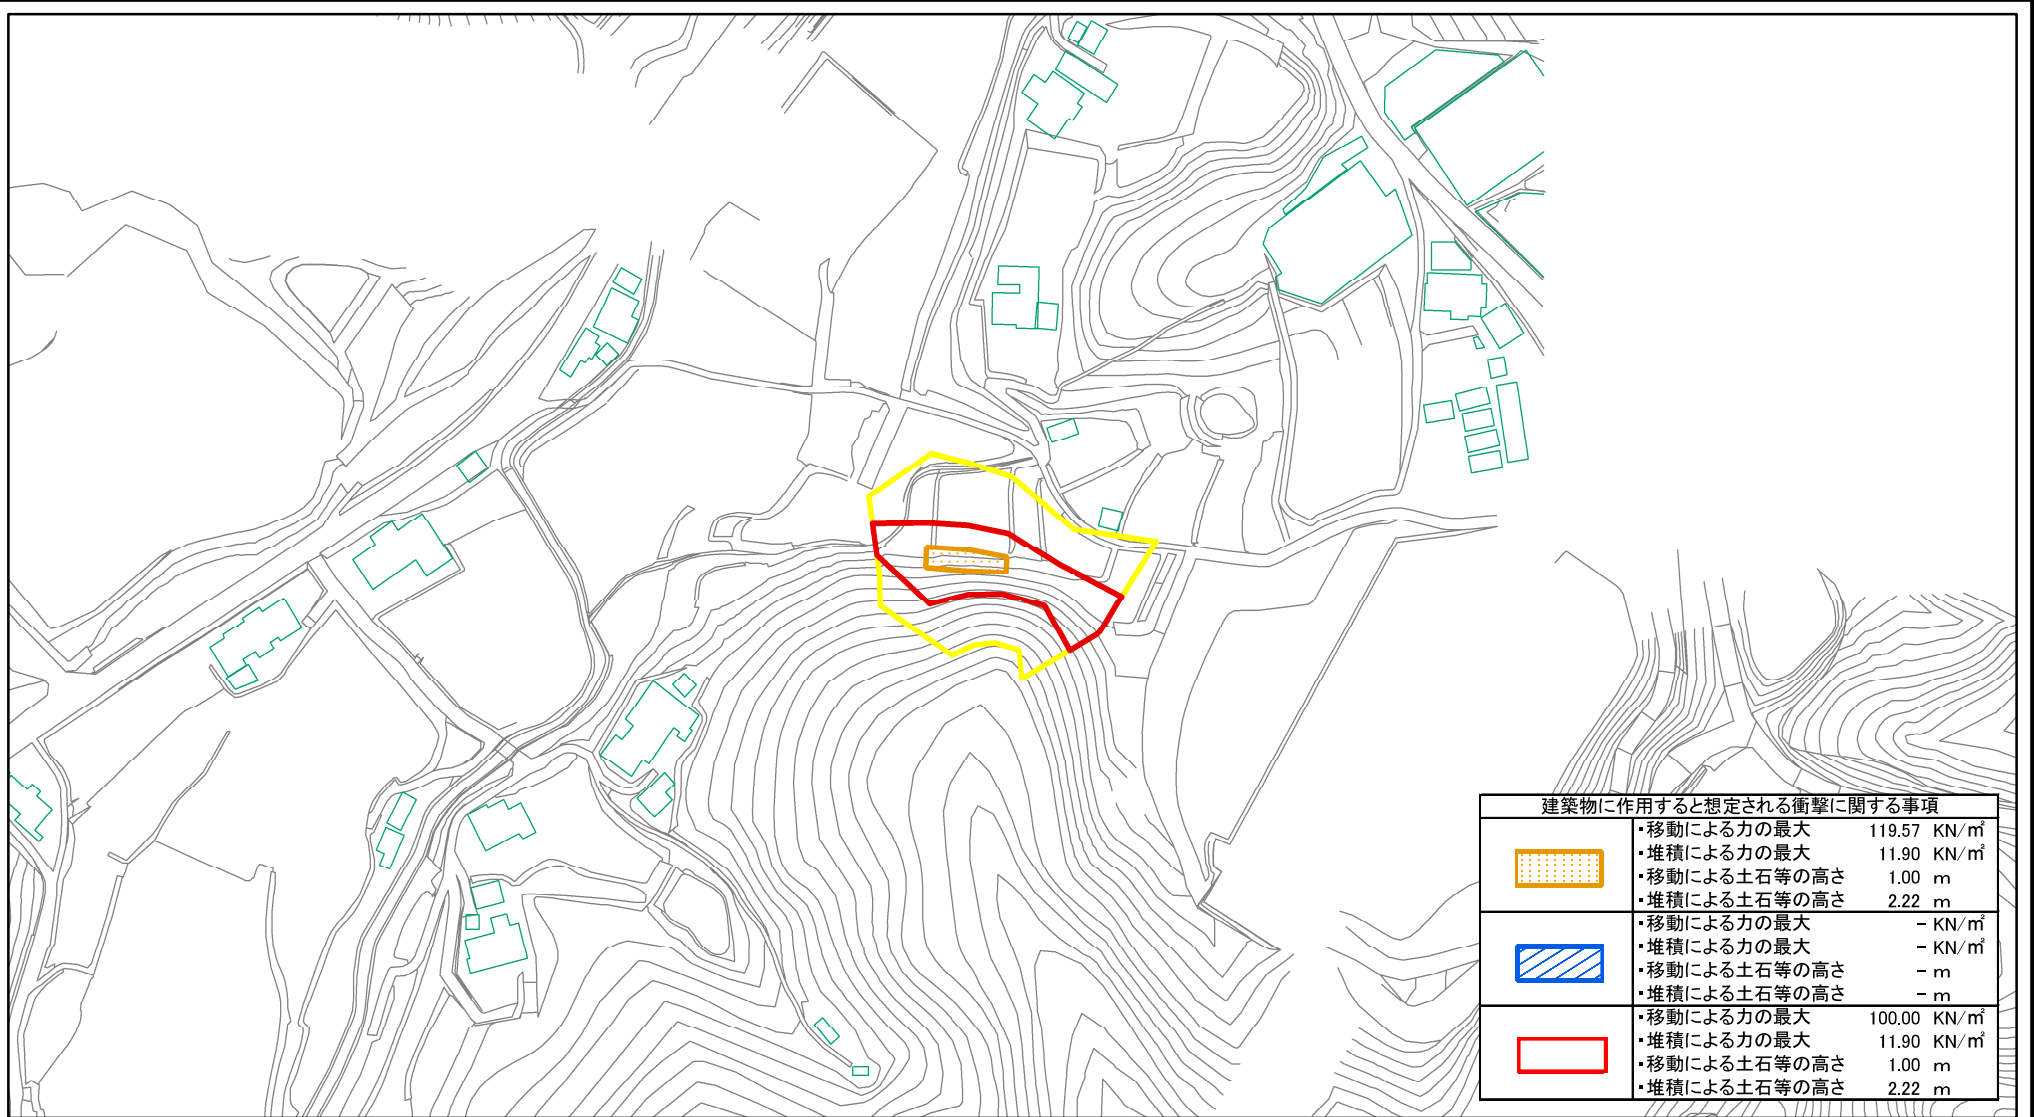 建築物に作用すると想定される衝撃に関する事項
・移動による力の最大 119.57 KN/㎡
・堆積による力の最大 11.90 KN/㎡
・移動による土石等の高さ 1.00 m
・堆積による土石等の高さ 2.22 m
・移動による力の最大 - KN/㎡
・堆積による力の最大 - KN/㎡
・移動による土石等の高さ - m
・堆積による土石等の高さ - m
・移動による力の最大 100.00 KN/㎡
・堆積による力の最大 11.90 KN/㎡
・移動による土石等の高さ 1.00 m
・堆積による土石等の高さ 2.22 m